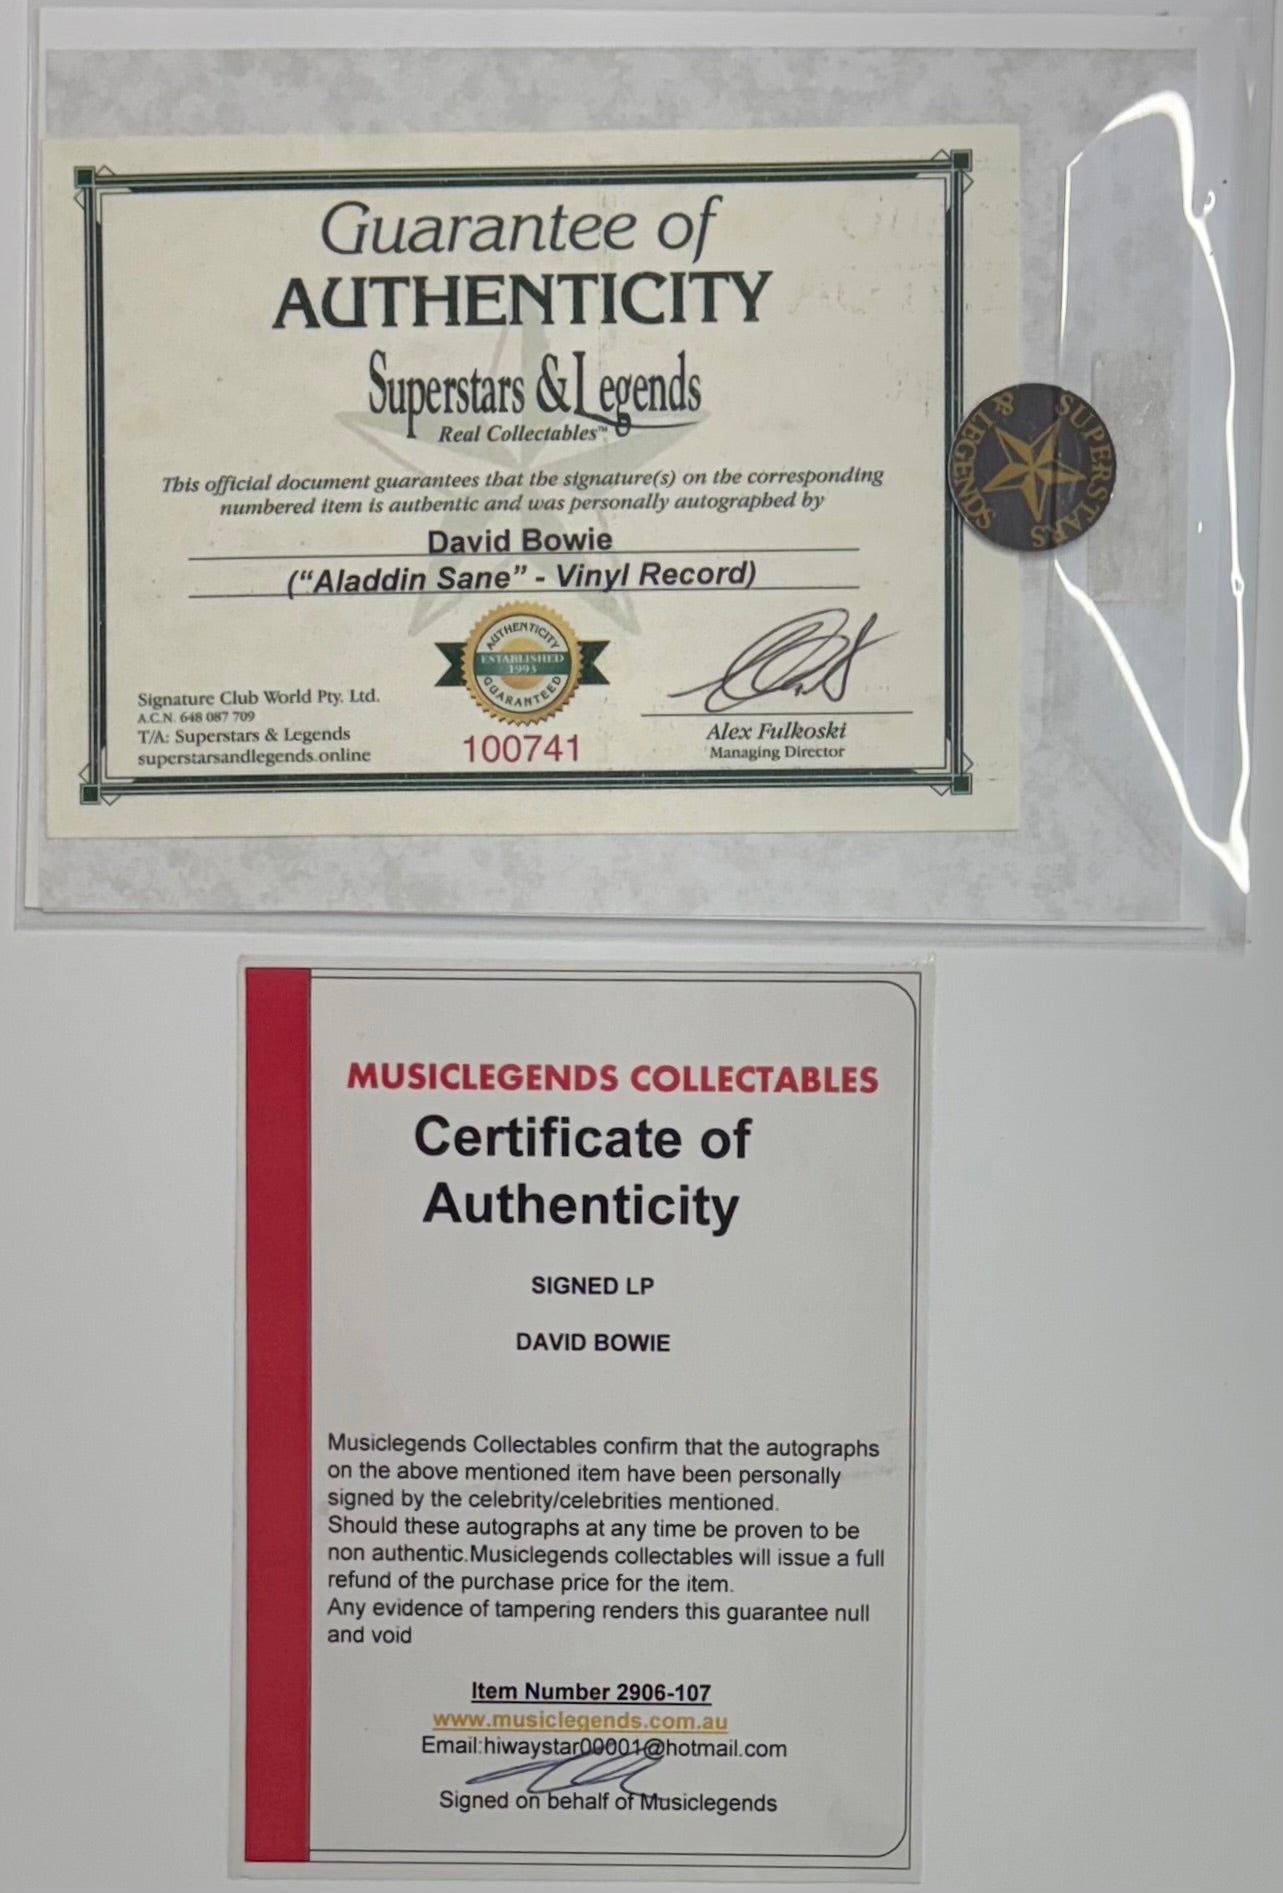 Guarantee of
AUTHENTICITY
Superstars & Legends
Real Collectables™
This official document guarantees that the signature(s) on the corresponding
numbered item is authentic and was personally autographed by
David Bowie
(“Aladdin Sane” - Vinyl Record)
AUTHENTICITY
ESTABLISHED
1993
GUARANTEED
Signature Club World Pty. Ltd.
A.C.N. 648 087 709
T/A: Superstars & Legends
superstarsandlegends.online
100741
Alex Fulkoski
Managing Director
SUPERSTARS & LEGENDS
MUSICLEGENDS COLLECTABLES
Certificate of
Authenticity
SIGNED LP
DAVID BOWIE
Musiclegends Collectables confirm that the autographs
on the above mentioned item have been personally
signed by the celebrity/celebrities mentioned.
Should these autographs at any time be proven to be
non authentic.Musiclegends collectables will issue a full
refund of the purchase price for the item.
Any evidence of tampering renders this guarantee null
and void
Item Number 2906-107
www.musiclegends.com.au
Email:hiwaystar00001@hotmail.com
Signed on behalf of Musiclegends